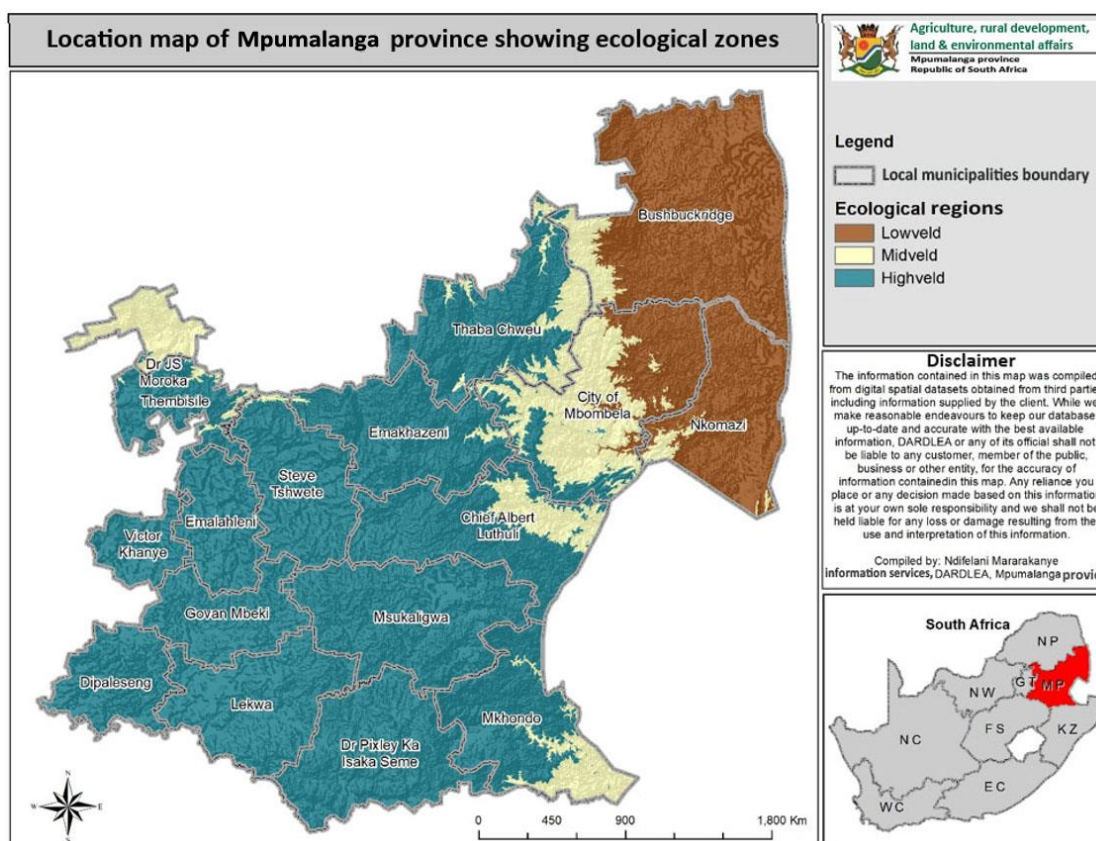 Location map of Mpumalanga province showing ecological zones
Agriculture, rural development,
land & environmental affairs
Mpumalanga province
Republic of South Africa
Legend
Local municipalities boundary
Ecological regions
Lowveld
Midveld
Highveld
Disclaimer
The information contained in this map was compiled
from digital spatial datasets obtained from third partie
including information supplied by the client. While we
make reasonable endeavours to keep our database
up-to-date and accurate with the best available
information, DARDLEA or any of its official shall not
be liable to any customer, member of the public,
business or other entity, for the accuracy of
information containedin this map. Any reliance you
place or any decision made based on this information
is at your own sole responsibility and we shall not be
held liable for any loss or damage resulting from the
use and interpretation of this information.
Compiled by: Ndifelani Mararakanye
information services, DARDLEA, Mpumalanga provi
Bushbuckridge
Thaba Chweu
Dr JS
Moroka
Thembisile
City of
Mbombela
Nkomazi
Emakhazeni
Steve
Tshwete
Emalahleni
Victor
Khanye
Chief Albert
Luthuli
Govan Mbeki
Msukaligwa
Dipaleseng
Lekwa
Mkhondo
Dr Pixley Ka
Isaka Seme
N
W E
S
0 450 900 1,800 Km
South Africa
NP
GT
MP
NW
FS
KZ
NC
EC
WC